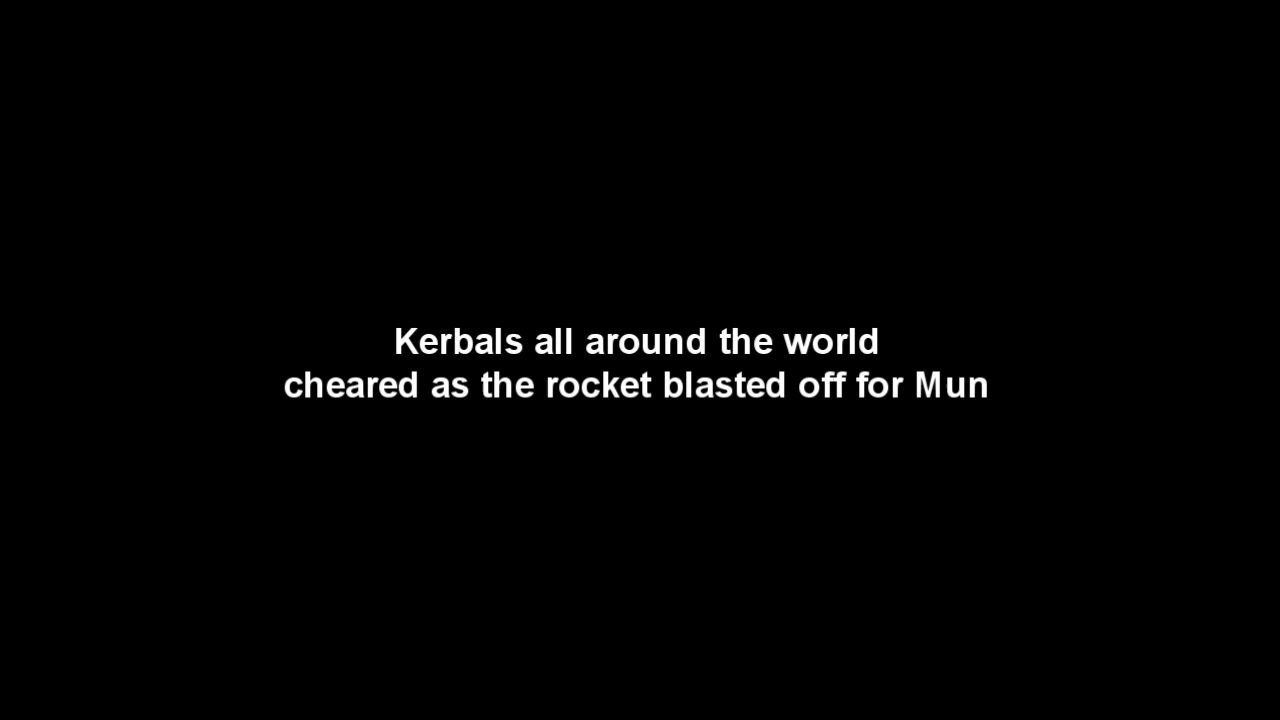 Kerbals all around the world
cheared as the rocket blasted off for Mun